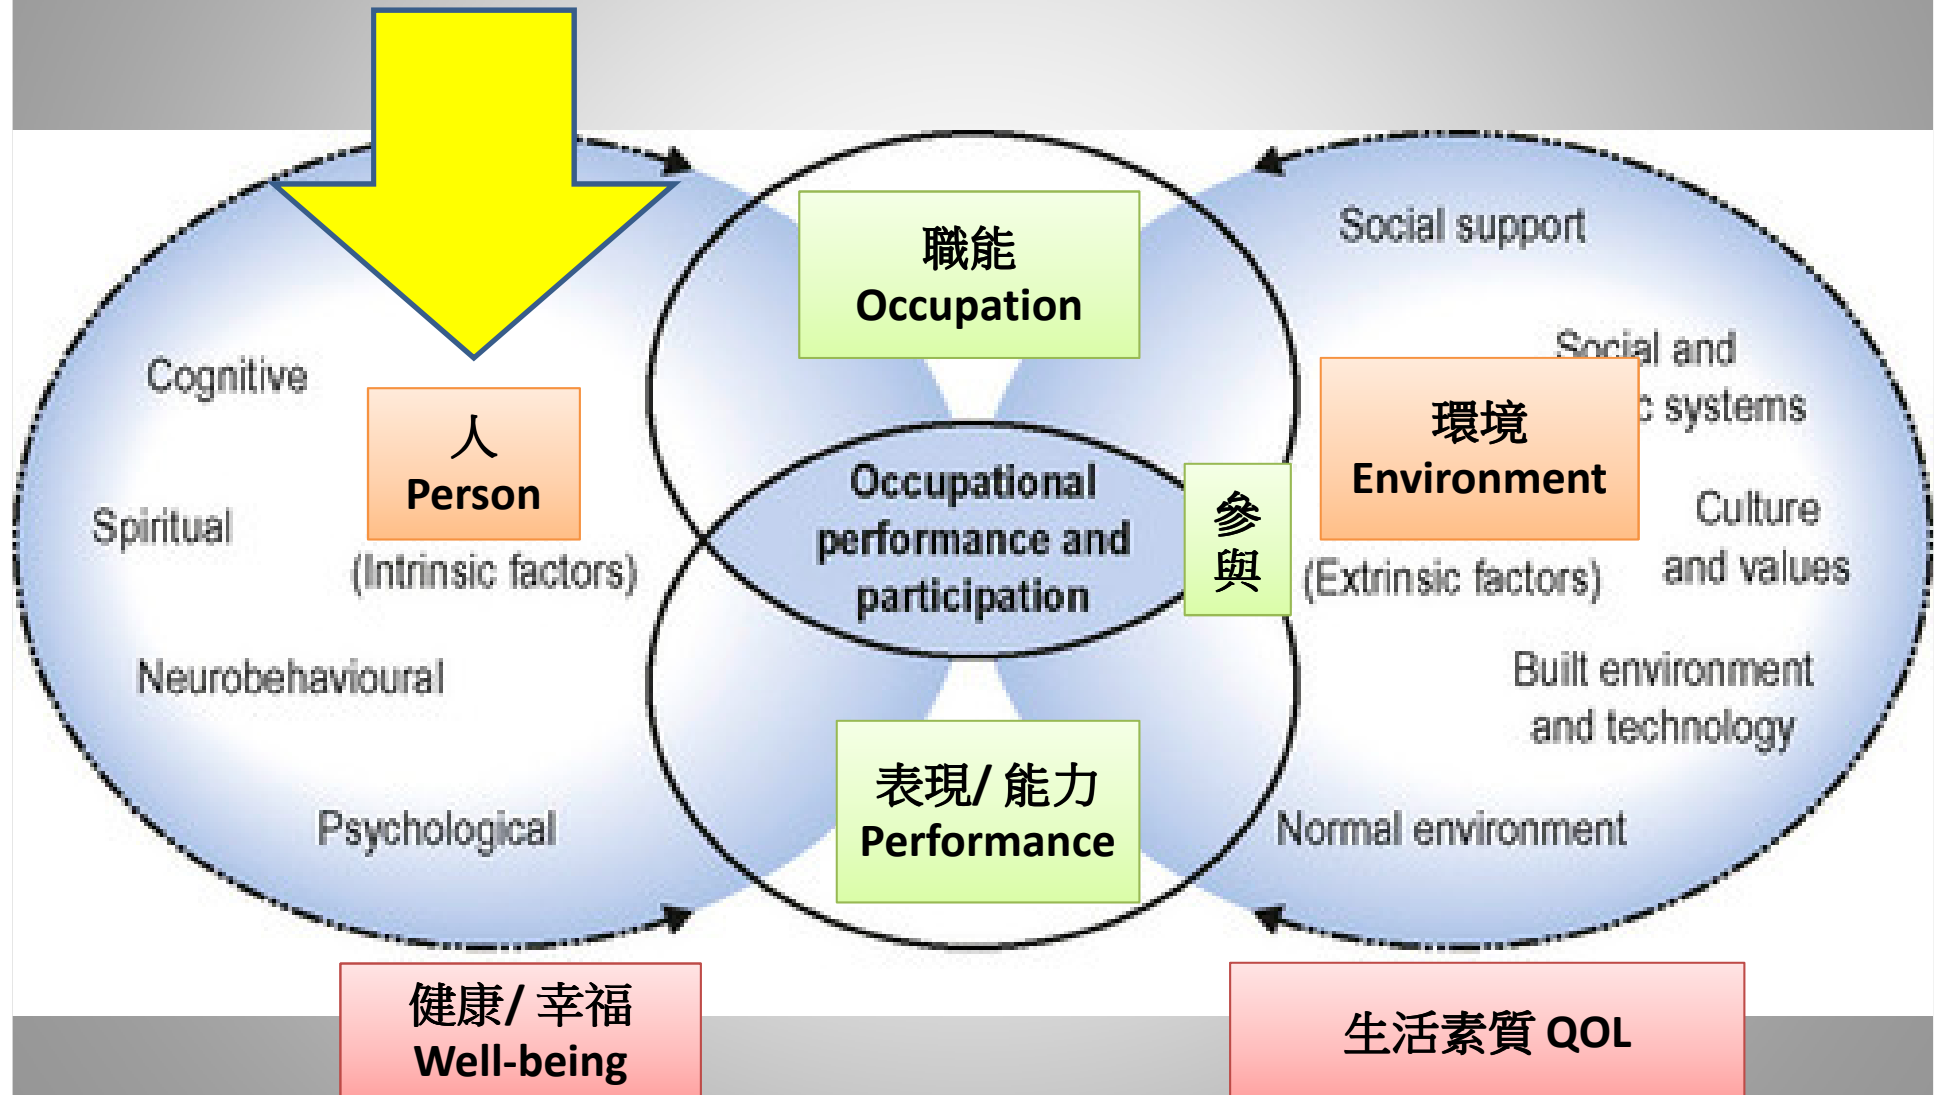 職能
Occupation
Social support
Cognitive
人
Person
Social and
systems
環境
Environment
Occupational
performance and
participation
參
與
Spiritual
(Intrinsic factors)
Culture
and values
(Extrinsic factors)
Neurobehavioural
Built environment
and technology
表現/ 能力
Performance
Psychological
Normal environment
健康/ 幸福
Well-being
生活素質 QOL